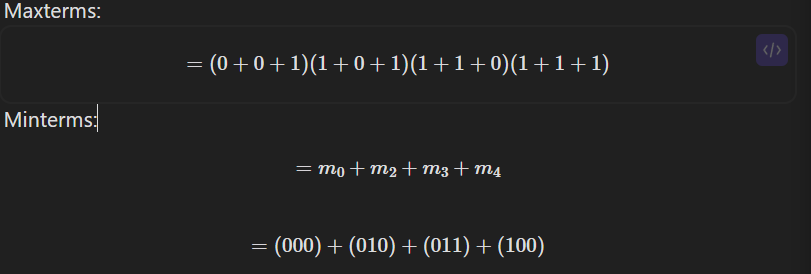 Maxterms:
</>
= (0 + 0 + 1)(1 + 0 + 1)(1 + 1 + 0)(1 + 1 + 1)
Minterms:
= m₀ + m₂ + m₃ + m₄
= (000) + (010) + (011) + (100)